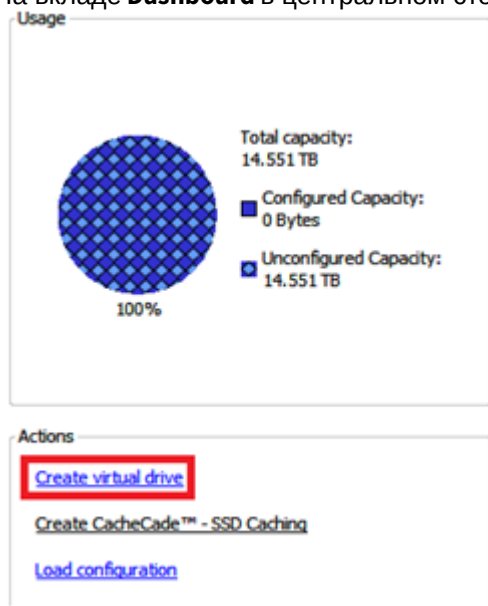 на вкладе Dashboard в центральном
Usage
Total capacity:
14.551 TB
Configured Capacity:
0 Bytes
Unconfigured Capacity:
14.551 TB
100%
Actions
Create virtual drive
Create CacheCade™ - SSD Caching
Load configuration